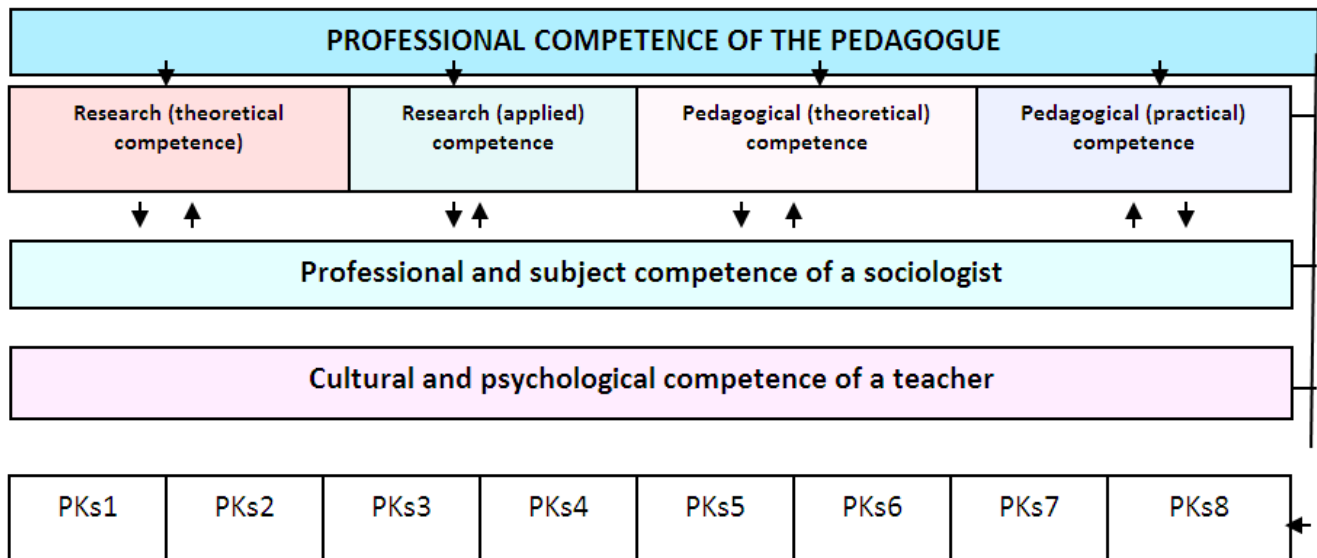 PROFESSIONAL COMPETENCE OF THE PEDAGOGUE
Research (theoretical
competence)
Research (applied)
competence
Pedagogical (theoretical)
competence
Pedagogical (practical)
competence
Professional and subject competence of a sociologist
Cultural and psychological competence of a teacher
PKs1
PKs2
PKs3
PKs4
PKs5
PKs6
PKs7
PKs8